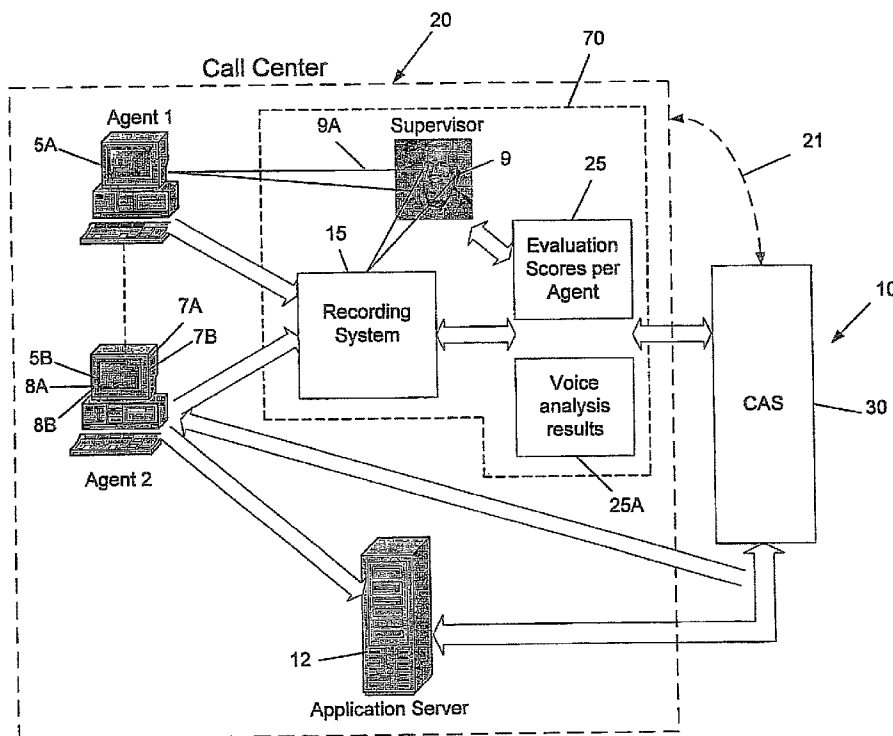 20
70
Call Center
Agent 1
5A
9A
Supervisor
9
25
21
15
Evaluation
Scores per
Agent
Recording
System
7A
7B
5B
8A
8B
10
CAS
30
Voice
analysis
results
Agent 2
25A
12
Application Server